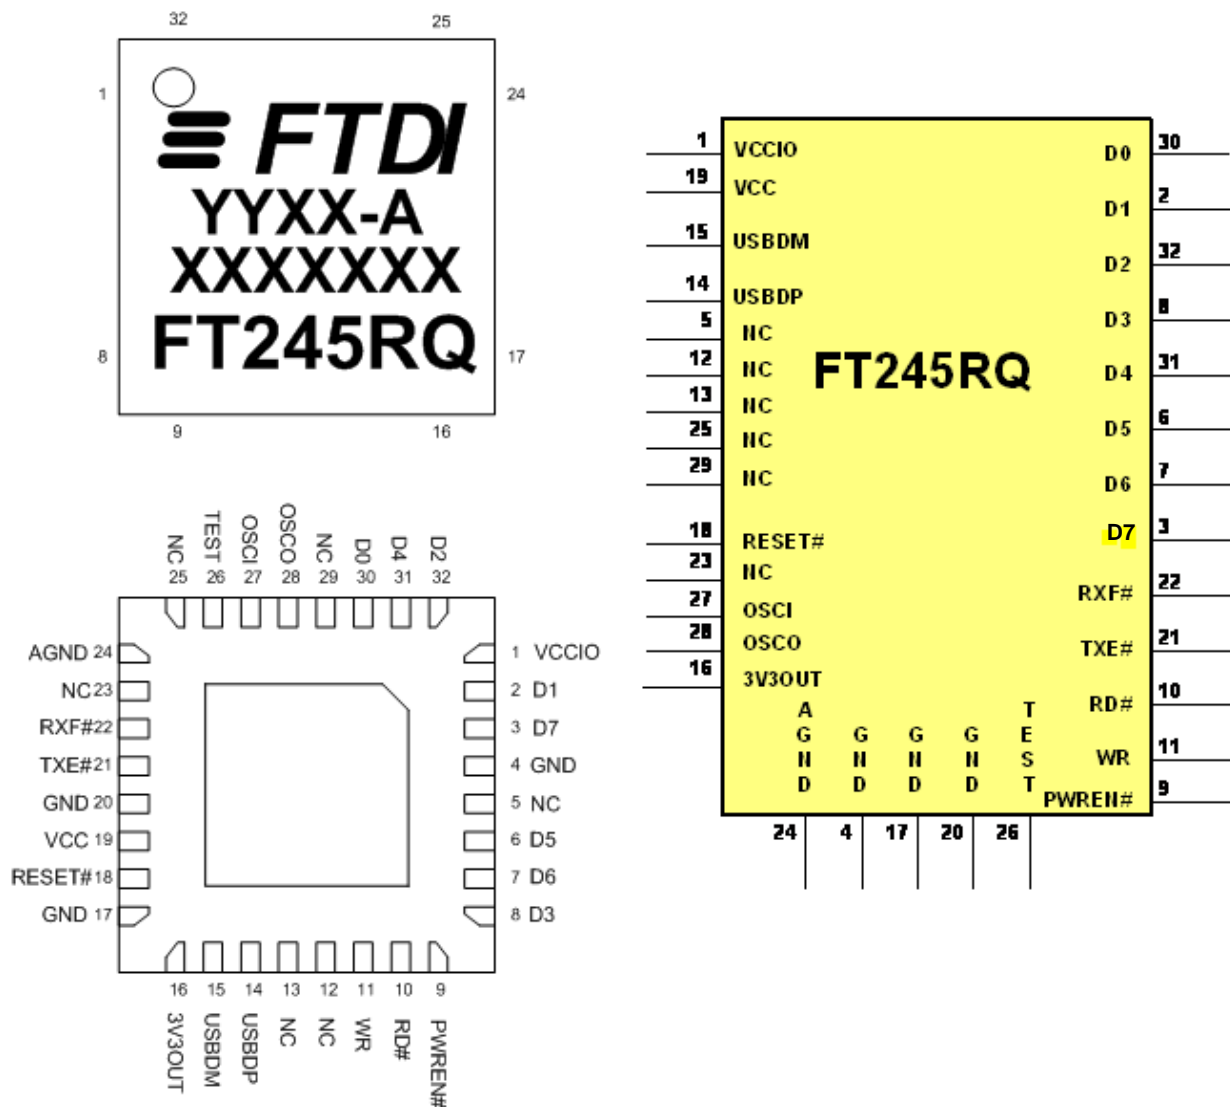 32 25
1 24
FTDI
YYXX-A
XXXXXXX
FT245RQ
8 17
9 16
NC TEST OSCI OSCO NC D0 D4 D2
25 26 27 28 29 30 31 32
AGND 24
NC 23
RXF# 22
TXE# 21
GND 20
VCC 19
RESET# 18
GND 17
1 VCCIO
2 D1
3 D7
4 GND
5 NC
6 D5
7 D6
8 D3
16 15 14 13 12 11 10 9
3V3OUT USBDM USBDP NC NC WR RD# PWREN#
1 VCCIO
19 VCC
15 USBDM
14 USBDP
5 NC
12 NC
13 NC
25 NC
29 NC
18 RESET#
23 NC
27 OSCI
28 OSCO
16 3V3OUT
FT245RQ
D0 30
D1 2
D2 32
D3 8
D4 31
D5 6
D6 7
D7 3
RXF# 22
TXE# 21
RD# 10
WR 11
PWREN# 9
AGND GND GND GND TEST
24 4 17 20 26